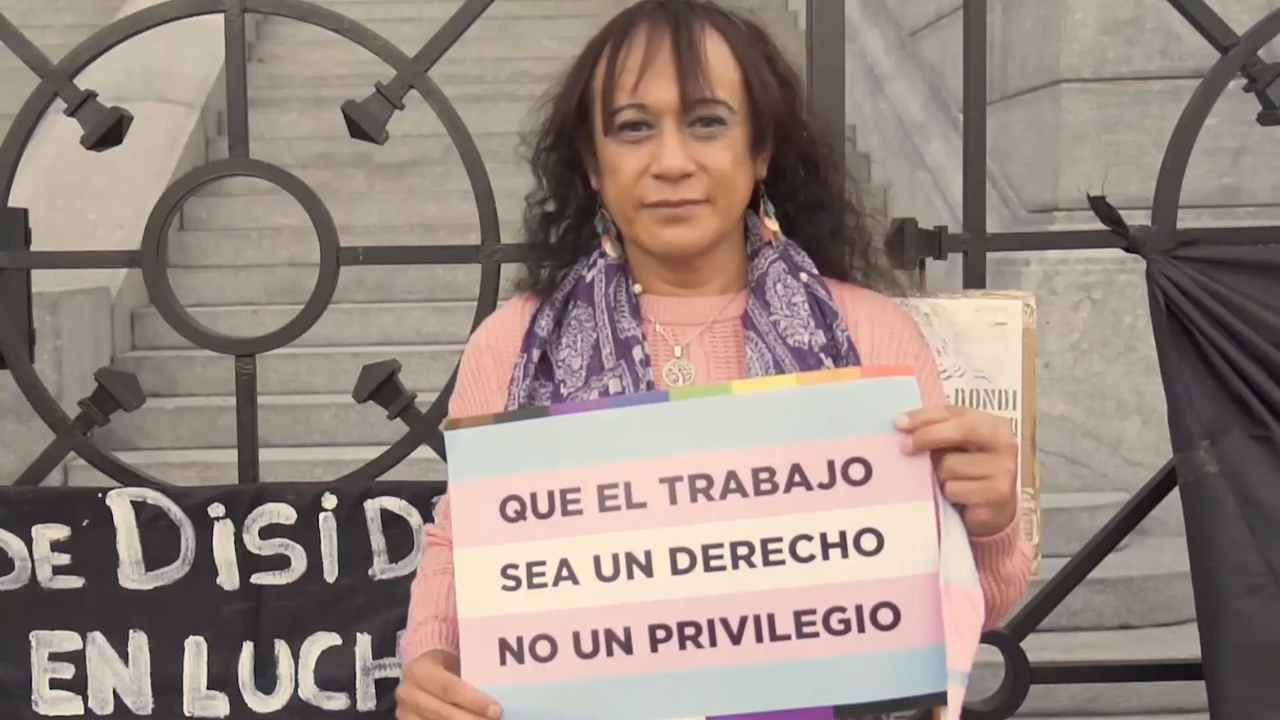 QUE EL TRABAJO
SEA UN DERECHO
NO UN PRIVILEGIO
DE DiSiD
EN LUCH